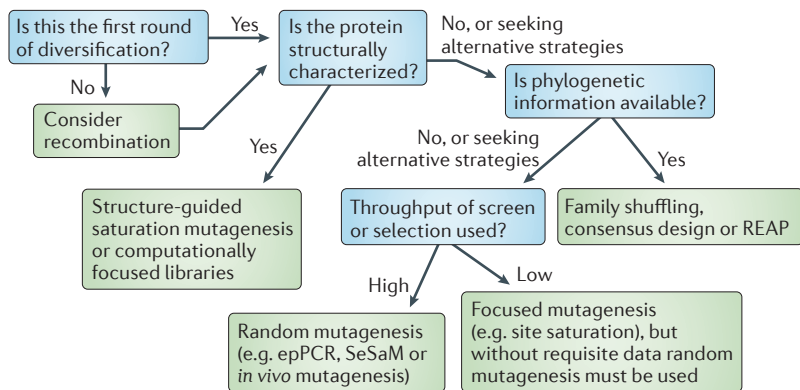 Is this the first round
of diversification?
Yes
Is the protein
structurally
characterized?
No, or seeking
alternative strategies
Is phylogenetic
information available?
No
Consider
recombination
Yes
No, or seeking
alternative strategies
Yes
Structure-guided
saturation mutagenesis
or computationally
focused libraries
Throughput of screen
or selection used?
Family shuffling,
consensus design or REAP
High
Low
Random mutagenesis
(e.g. epPCR, SeSaM or
in vivo mutagenesis)
Focused mutagenesis
(e.g. site saturation), but
without requisite data random
mutagenesis must be used